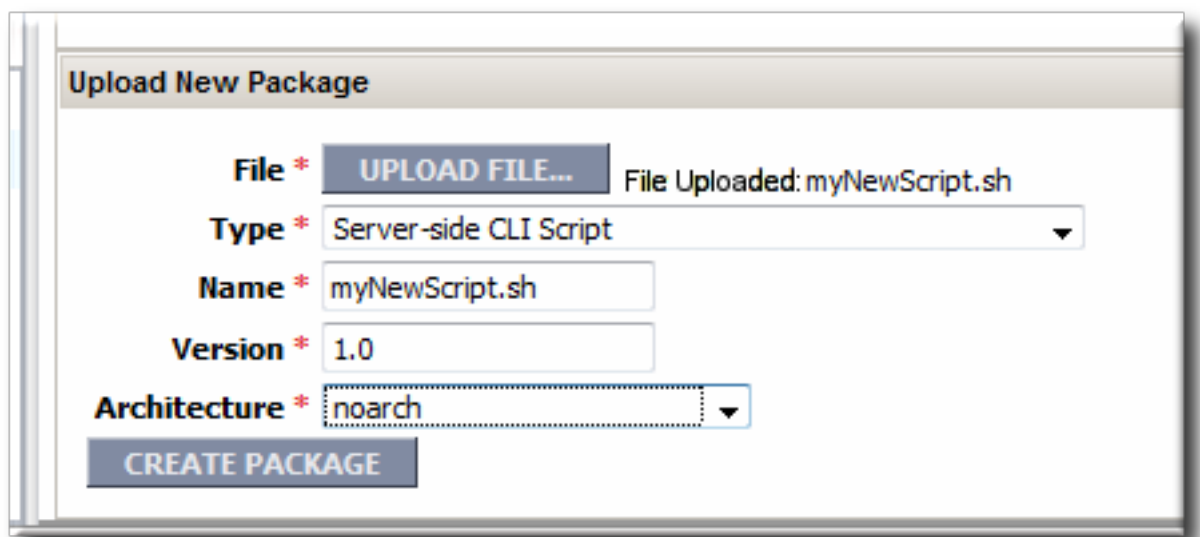 Upload New Package
File * UPLOAD FILE... File Uploaded: myNewScript.sh
Type * Server-side CLI Script
Name * myNewScript.sh
Version * 1.0
Architecture * noarch
CREATE PACKAGE